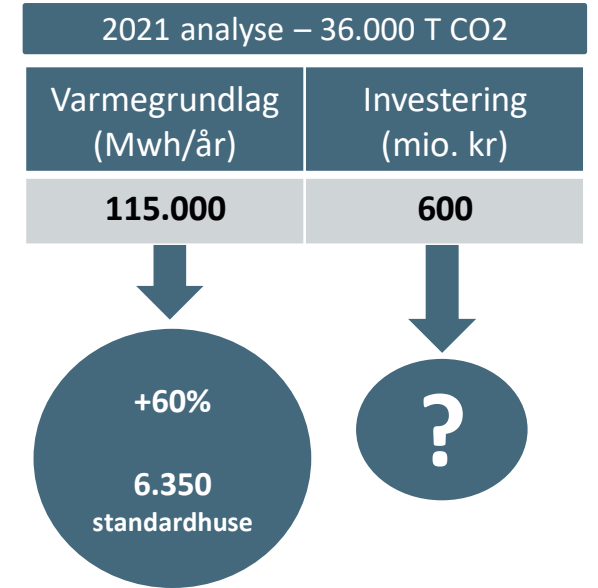 2021 analyse – 36.000 T CO2
Varmegrundlag
(Mwh/år)
Investering
(mio. kr)
115.000
600
+60%
6.350
standardhuse
?